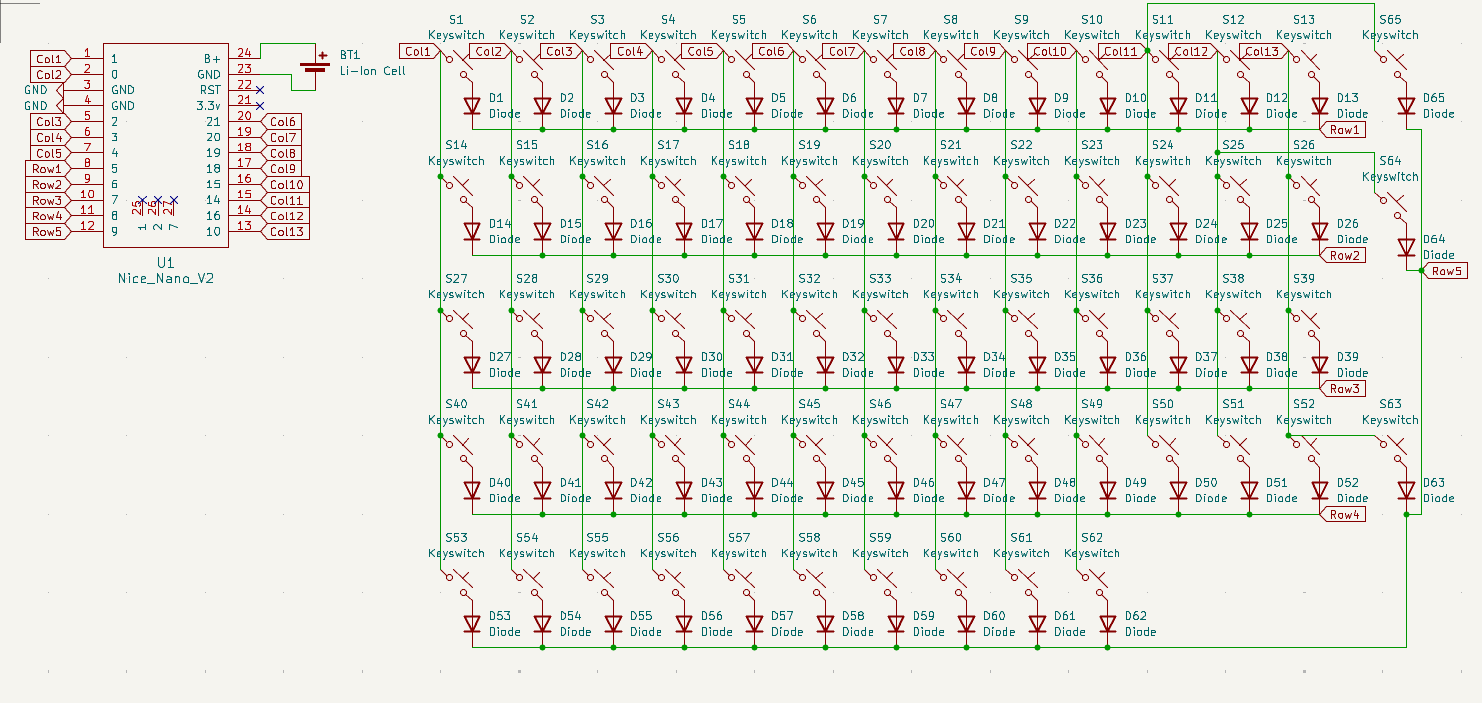 S1 S2 S3 S4 S5 S6 S7 S8 S9 S10 S11 S12 S13 S65
Keyswitch Keyswitch Keyswitch Keyswitch Keyswitch Keyswitch Keyswitch Keyswitch Keyswitch Keyswitch Keyswitch Keyswitch Keyswitch Keyswitch
Col1 Col2 Col3 Col4 Col5 Col6 Col7 Col8 Col9 Col10 Col11 Col12 Col13
D1 D2 D3 D4 D5 D6 D7 D8 D9 D10 D11 D12 D13 D65
Diode Diode Diode Diode Diode Diode Diode Diode Diode Diode Diode Diode Diode Diode
Row1
S14 S15 S16 S17 S18 S19 S20 S21 S22 S23 S24 S25 S26 S64
Keyswitch Keyswitch Keyswitch Keyswitch Keyswitch Keyswitch Keyswitch Keyswitch Keyswitch Keyswitch Keyswitch Keyswitch Keyswitch Keyswitch
D14 D15 D16 D17 D18 D19 D20 D21 D22 D23 D24 D25 D26 D64
Diode Diode Diode Diode Diode Diode Diode Diode Diode Diode Diode Diode Diode Diode
Row2
Row5
S27 S28 S29 S30 S31 S32 S33 S34 S35 S36 S37 S38 S39
Keyswitch Keyswitch Keyswitch Keyswitch Keyswitch Keyswitch Keyswitch Keyswitch Keyswitch Keyswitch Keyswitch Keyswitch Keyswitch
D27 D28 D29 D30 D31 D32 D33 D34 D35 D36 D37 D38 D39
Diode Diode Diode Diode Diode Diode Diode Diode Diode Diode Diode Diode Diode
Row3
S40 S41 S42 S43 S44 S45 S46 S47 S48 S49 S50 S51 S52 S63
Keyswitch Keyswitch Keyswitch Keyswitch Keyswitch Keyswitch Keyswitch Keyswitch Keyswitch Keyswitch Keyswitch Keyswitch Keyswitch Keyswitch
D40 D41 D42 D43 D44 D45 D46 D47 D48 D49 D50 D51 D52 D63
Diode Diode Diode Diode Diode Diode Diode Diode Diode Diode Diode Diode Diode Diode
Row4
S53 S54 S55 S56 S57 S58 S59 S60 S61 S62
Keyswitch Keyswitch Keyswitch Keyswitch Keyswitch Keyswitch Keyswitch Keyswitch Keyswitch Keyswitch
D53 D54 D55 D56 D57 D58 D59 D60 D61 D62
Diode Diode Diode Diode Diode Diode Diode Diode Diode Diode
Col1 1 1 B+ 24
Col2 2 0 GND 23
GND 3 GND RST 22
GND 4 GND 3.3v 21
Col3 5 2 21 20 Col6
Col4 6 3 20 19 Col7
Col5 7 4 19 18 Col8
Row1 8 5 18 17 Col9
Row2 9 6 15 16 Col10
Row3 10 7 14 15 Col11
Row4 11 8 16 14 Col12
Row5 12 9 10 13 Col13
25 26 27
1 2 7
U1
Nice_Nano_V2
+ BT1
Li-Ion Cell